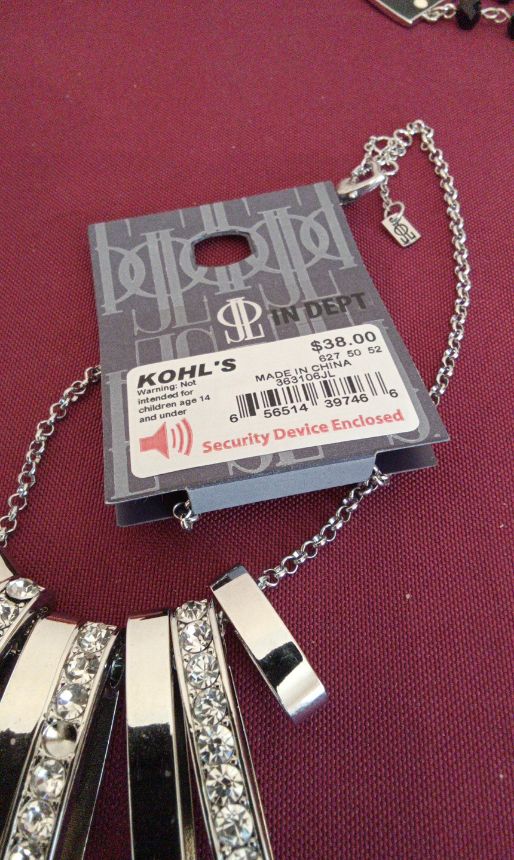 JL
IN DEPT
KOHL'S
$38.00
627 50 52
Warning: Not
intended for
children age 14
and under
MADE IN CHINA
363106JL
6 56514 39746 6
Security Device Enclosed